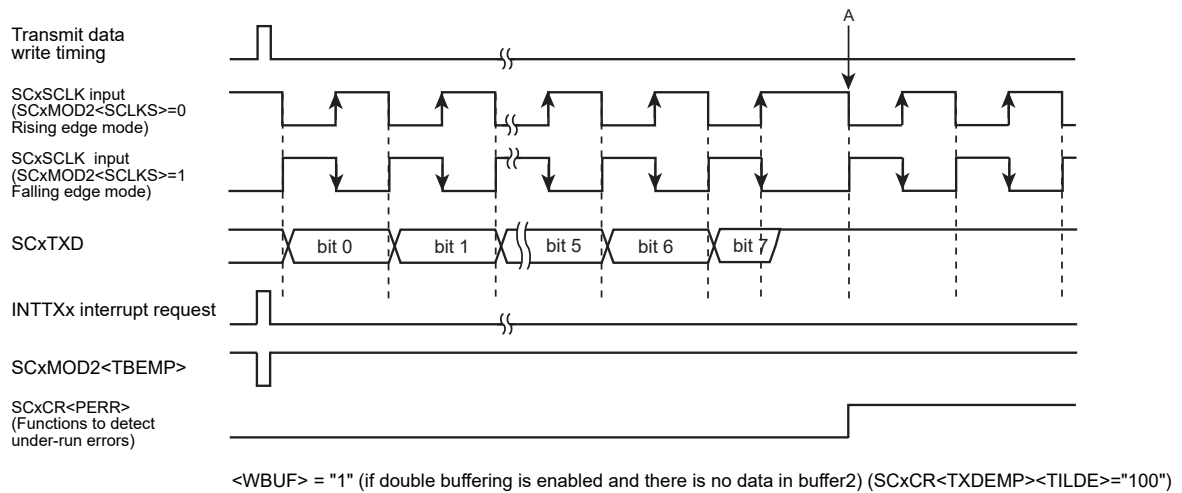 A
Transmit data
write timing
SCxSCLK input
(SCxMOD2<SCLKS>=0
Rising edge mode)
SCxSCLK input
(SCxMOD2<SCLKS>=1
Falling edge mode)
SCxTXD
bit 0
bit 1
bit 5
bit 6
bit 7
INTTXx interrupt request
SCxMOD2<TBEMP>
SCxCR<PERR>
(Functions to detect
under-run errors)
<WBUF> = "1" (if double buffering is enabled and there is no data in buffer2) (SCxCR<TXDEMP><TILDE>="100")